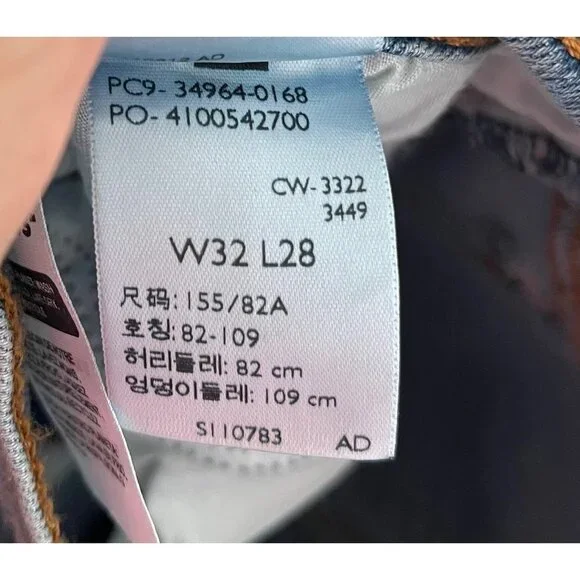 AD
PC9- 34964-0168
PO- 4100542700
CW- 3322
3449
W32 L28
尺码: 155/82A
호칭: 82-109
허리둘레: 82 cm
엉덩이둘레: 109 cm
S110783 AD